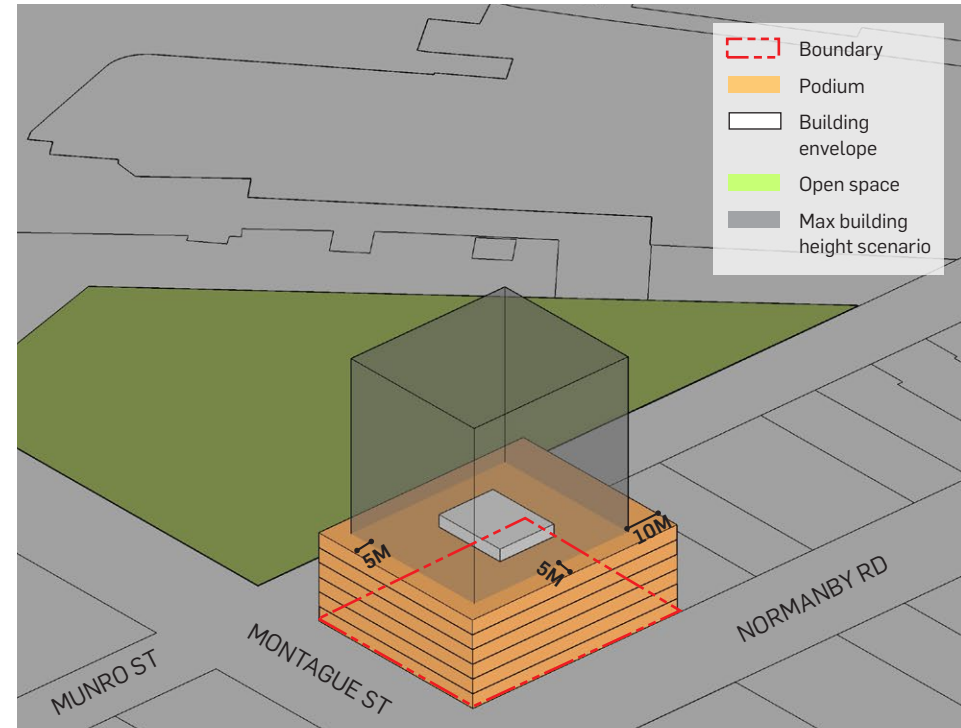 Boundary
Podium
Building
envelope
Open space
Max building
height scenario
5M
5M
10M
MUNRO ST
MONTAGUE ST
NORMANBY RD